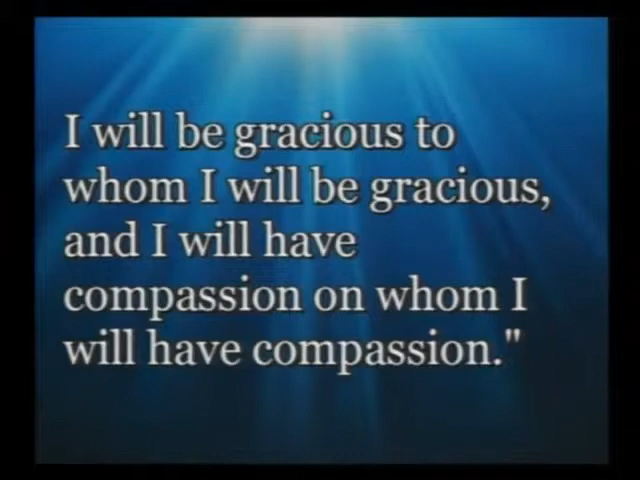 I will be gracious to
whom I will be gracious,
and I will have
compassion on whom I
will have compassion."